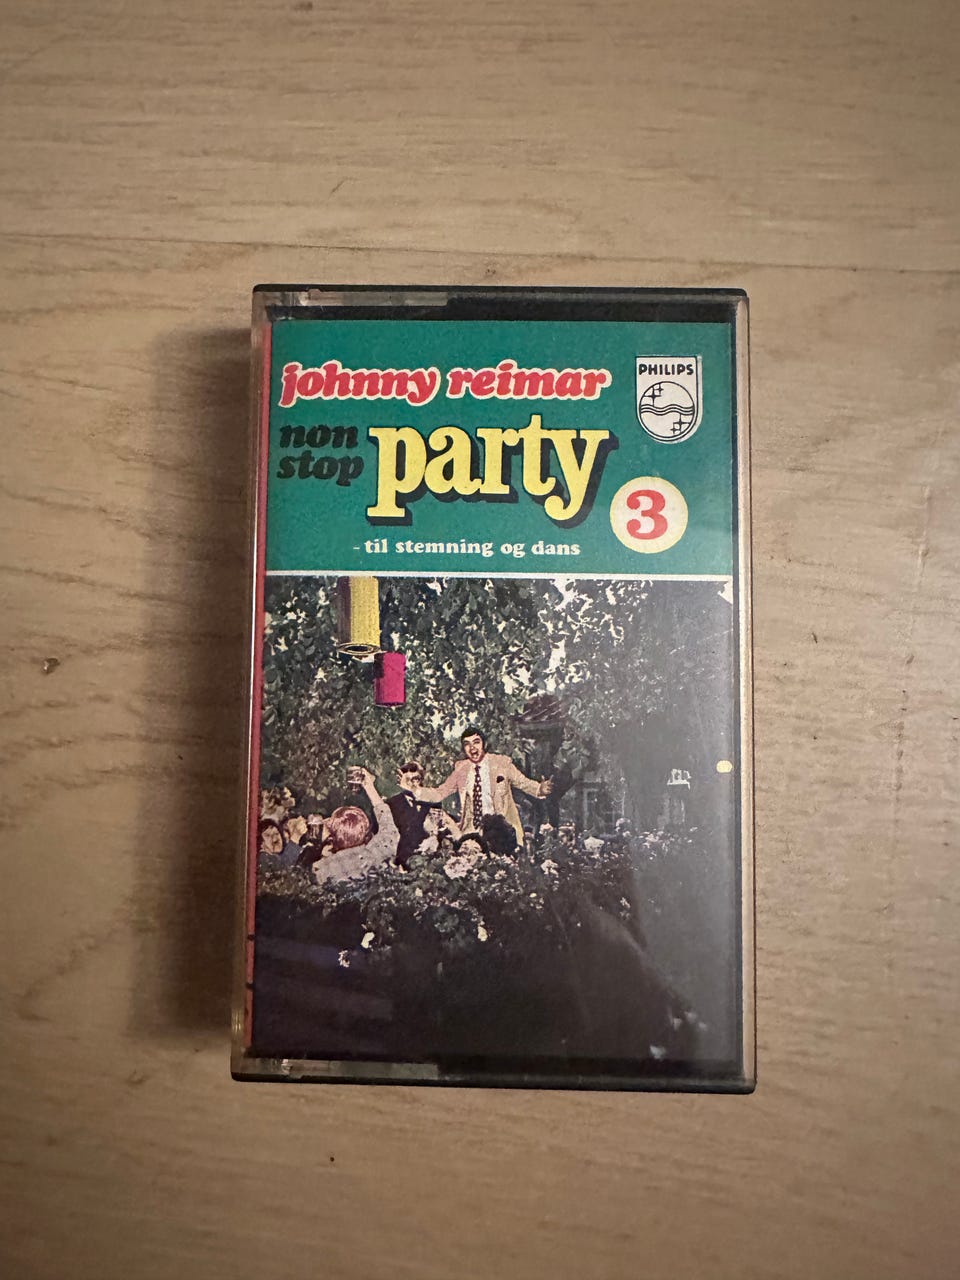 johnny reimar
PHILIPS
non
stop
party
3
- til stemning og dans